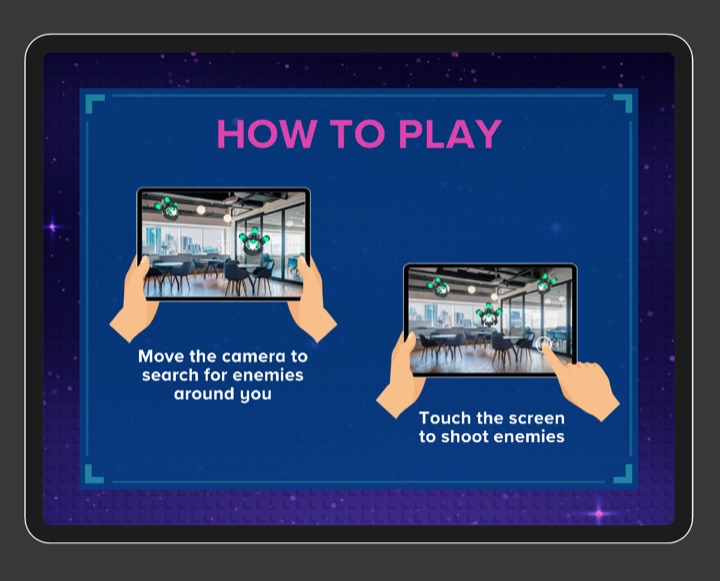 HOW TO PLAY
Move the camera to
search for enemies
around you
Touch the screen
to shoot enemies